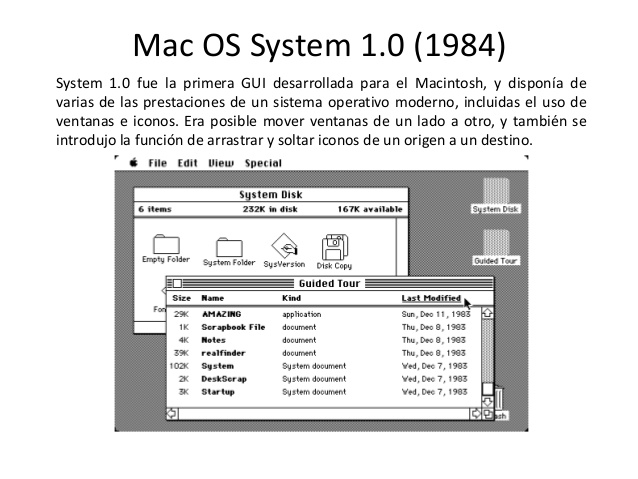 Mac OS System 1.0 (1984)
System 1.0 fue la primera GUI desarrollada para el Macintosh, y disponía de
varias de las prestaciones de un sistema operativo moderno, incluidas el uso de
ventanas e iconos. Era posible mover ventanas de un lado a otro, y también se
introdujo la función de arrastrar y soltar iconos de un origen a un destino.
File Edit View Special
System Disk
6 items 232K in disk 167K available
System Disk
Empty Folder System Folder SysVersion Disk Copy
Guided Tour
Guided Tour
Size Name Kind Last Modified
29K AMAZING application Sun, Dec 11, 1983
1K Scrapbook File document Thu, Dec 8, 1983
4K Notes document Thu, Dec 8, 1983
39K realfinder document Thu, Dec 8, 1983
102K System System document Wed, Dec 7, 1983
2K DeskScrap System document Wed, Dec 7, 1983
3K Startup System document Wed, Dec 7, 1983